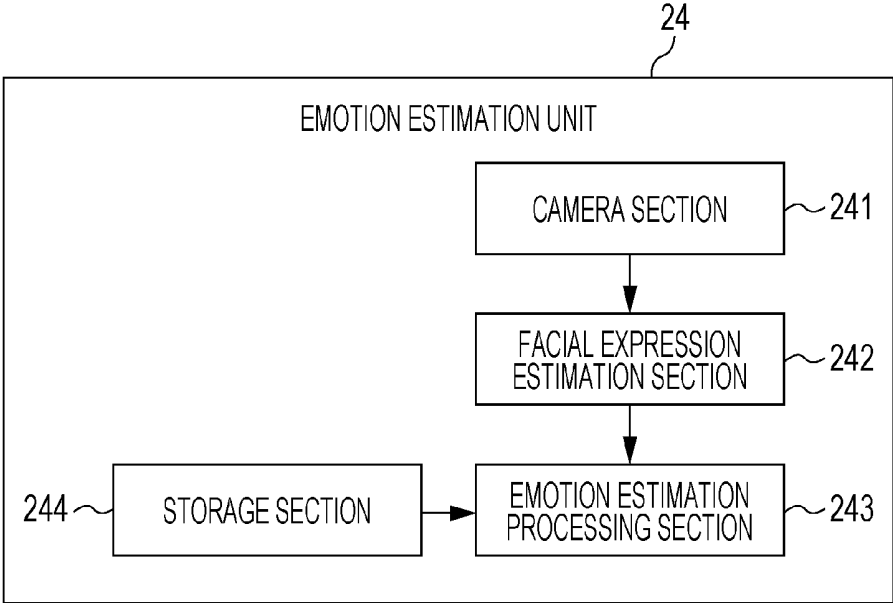 24
EMOTION ESTIMATION UNIT
CAMERA SECTION
241
FACIAL EXPRESSION
ESTIMATION SECTION
242
244
STORAGE SECTION
EMOTION ESTIMATION
PROCESSING SECTION
243